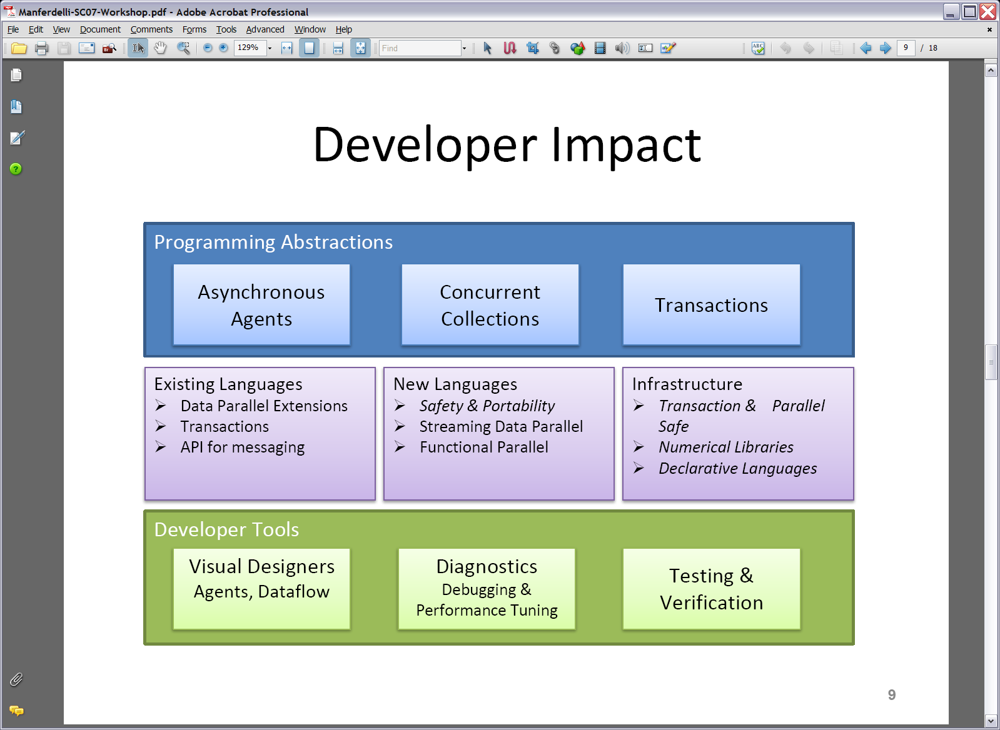 Manferdelli-SC07-Workshop.pdf - Adobe Acrobat Professional
File Edit View Document Comments Forms Tools Advanced Window Help
129% Find 9 / 18
Developer Impact
Programming Abstractions
Asynchronous
Agents
Concurrent
Collections
Transactions
Existing Languages
Data Parallel Extensions
Transactions
API for messaging
New Languages
Safety & Portability
Streaming Data Parallel
Functional Parallel
Infrastructure
Transaction & Parallel
Safe
Numerical Libraries
Declarative Languages
Developer Tools
Visual Designers
Agents, Dataflow
Diagnostics
Debugging &
Performance Tuning
Testing &
Verification
9